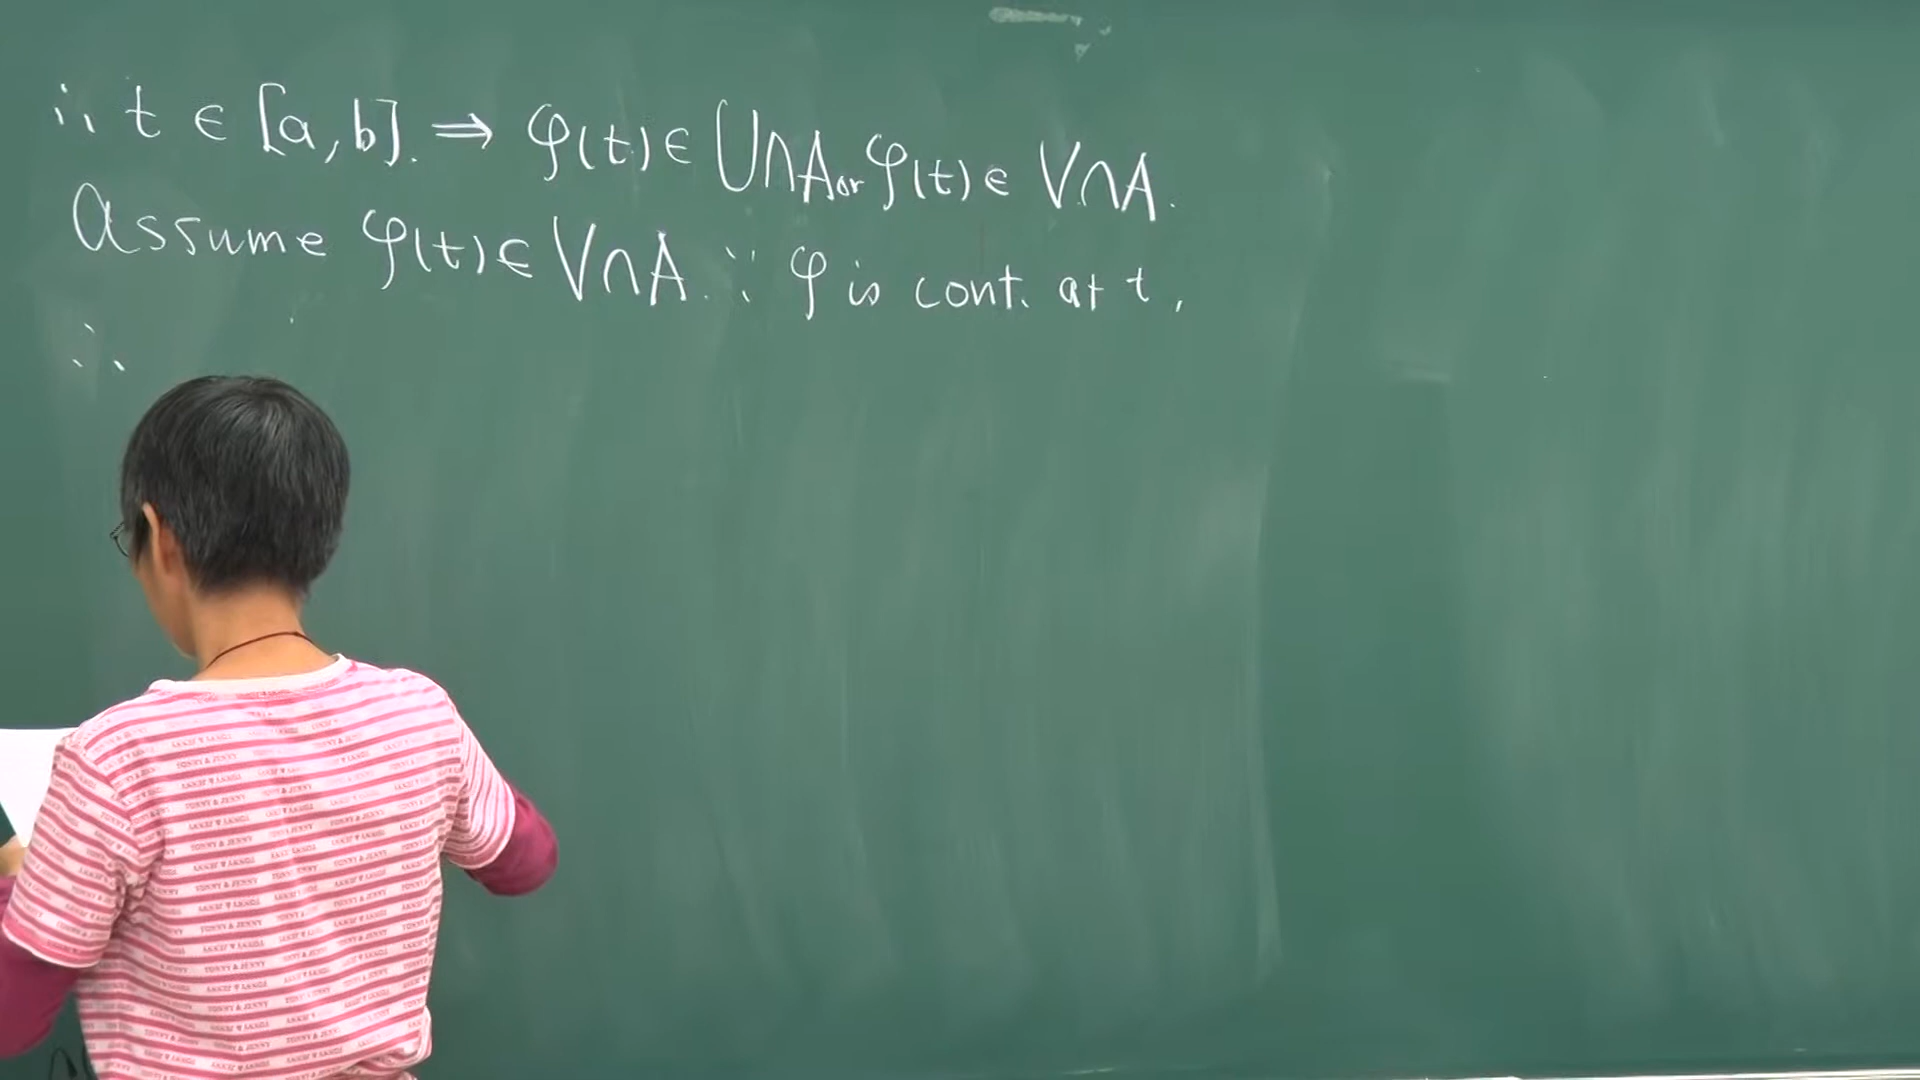 ∴ t ∈ [a, b]. ⇒ φ(t) ∈ U∩A or φ(t) ∈ V∩A.
Assume φ(t) ∈ V∩A. ∵ φ is cont. at t,
∴